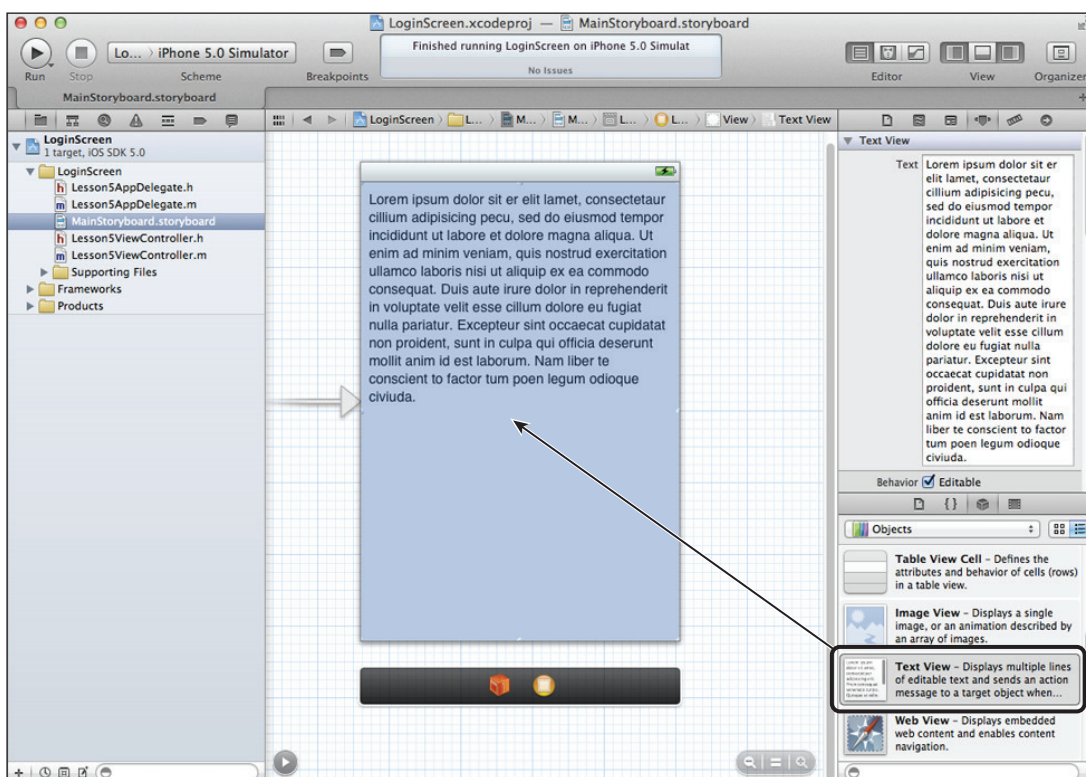 LoginScreen.xcodeproj — MainStoryboard.storyboard
Lo... › iPhone 5.0 Simulator
Finished running LoginScreen on iPhone 5.0 Simulat
No Issues
Run
Stop
Scheme
Breakpoints
Editor
View
Organizer
MainStoryboard.storyboard
LoginScreen › L... › M... › M... › L... › L... › View › Text View
LoginScreen
1 target, iOS SDK 5.0
LoginScreen
h Lesson5AppDelegate.h
m Lesson5AppDelegate.m
MainStoryboard.storyboard
h Lesson5ViewController.h
m Lesson5ViewController.m
Supporting Files
Frameworks
Products
Lorem ipsum dolor sit er elit lamet, consectetaur
cillium adipisicing pecu, sed do eiusmod tempor
incididunt ut labore et dolore magna aliqua. Ut
enim ad minim veniam, quis nostrud exercitation
ullamco laboris nisi ut aliquip ex ea commodo
consequat. Duis aute irure dolor in reprehenderit
in voluptate velit esse cillum dolore eu fugiat
nulla pariatur. Excepteur sint occaecat cupidatat
non proident, sunt in culpa qui officia deserunt
mollit anim id est laborum. Nam liber te
conscient to factor tum poen legum odioque
civiuda.
Text View
Text
Lorem ipsum dolor sit er
elit lamet, consectetaur
cillium adipisicing pecu,
sed do eiusmod tempor
incididunt ut labore et
dolore magna aliqua. Ut
enim ad minim veniam,
quis nostrud exercitation
ullamco laboris nisi ut
aliquip ex ea commodo
consequat. Duis aute irure
dolor in reprehenderit in
voluptate velit esse cillum
dolore eu fugiat nulla
pariatur. Excepteur sint
occaecat cupidatat non
proident, sunt in culpa qui
officia deserunt mollit
anim id est laborum. Nam
liber te conscient to factor
tum poen legum odioque
civiuda.
Behavior Editable
{}
Objects
Table View Cell – Defines the
attributes and behavior of cells (rows)
in a table view.
Image View – Displays a single
image, or an animation described by
an array of images.
Text View – Displays multiple lines
of editable text and sends an action
message to a target object when...
Web View – Displays embedded
web content and enables content
navigation.